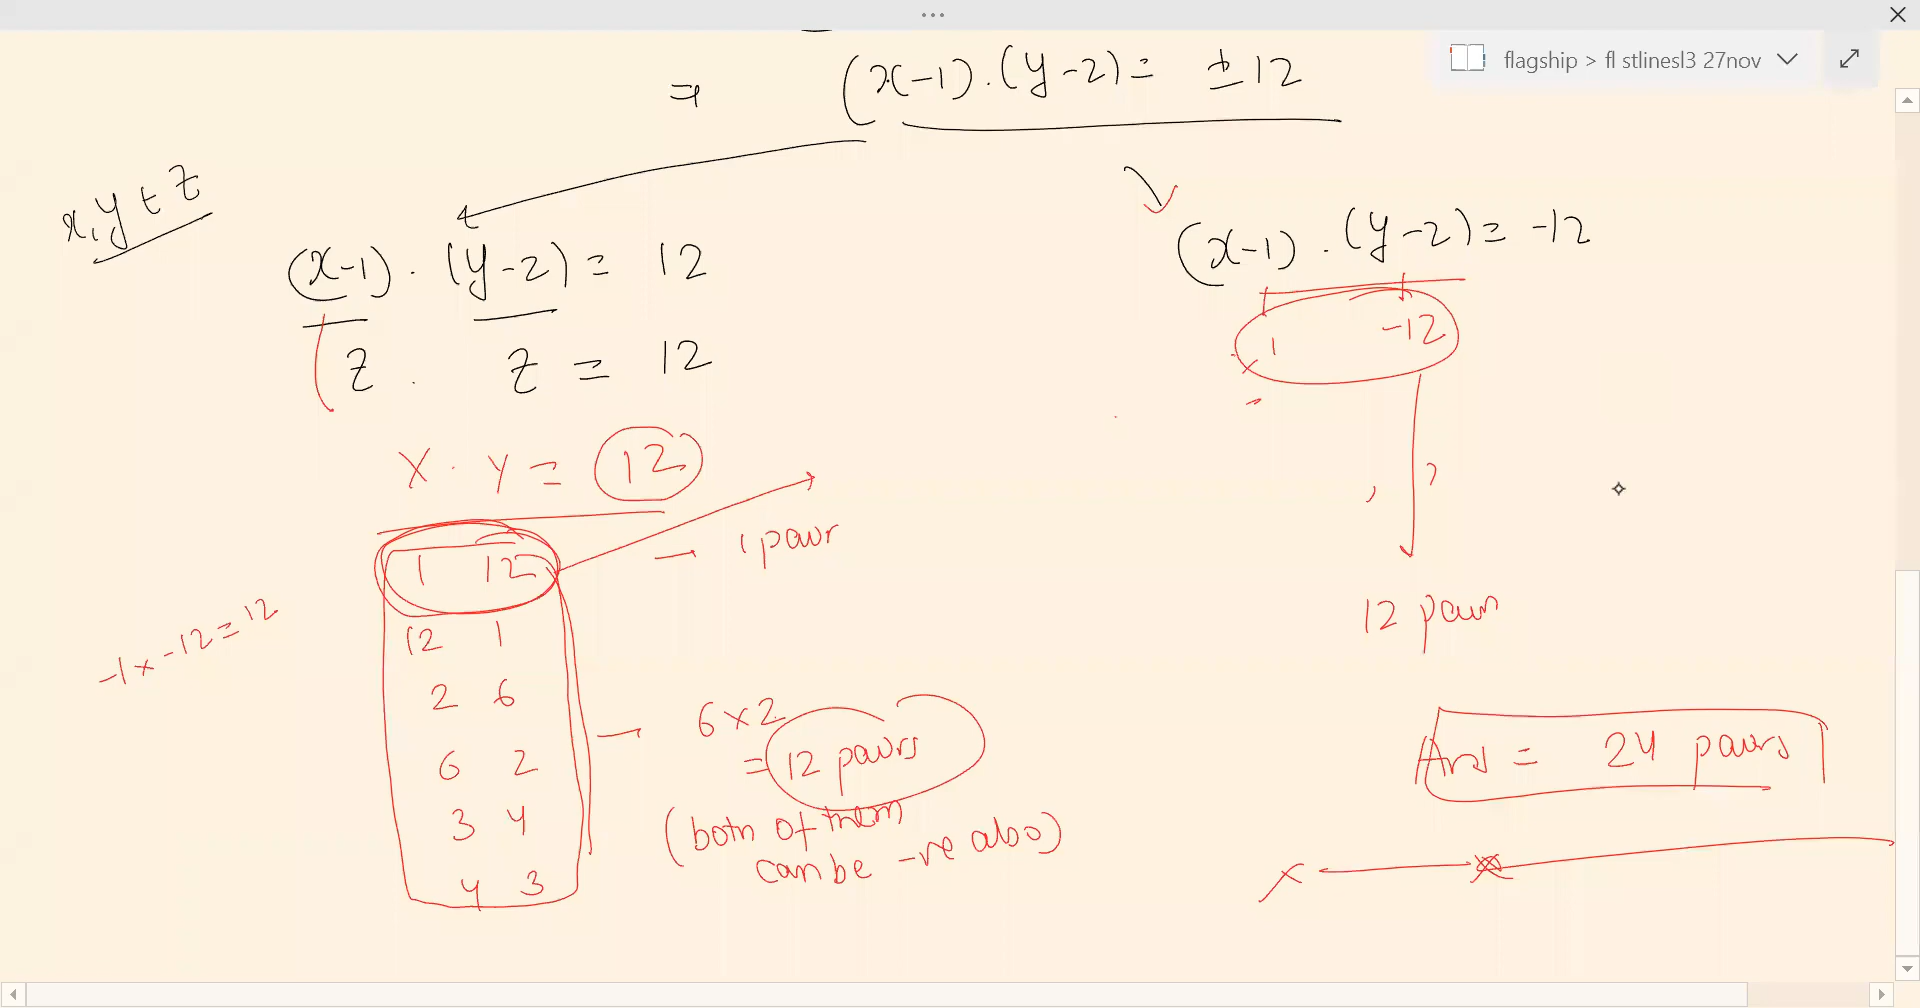 flagship > fl stlinesl3 27nov
⇒ (x-1).(y-2) = ±12
x,y ∈ Z
(x-1).(y-2) = 12
Z . Z = 12
X . Y = 12
1 12 → 1 pair
12 1
2 6
6 2
3 4
4 3
-1 x -12 = 12
→ 6 x 2
= 12 pairs
(both of them
can be -ve also)
(x-1).(y-2) = -12
1 -12
12 pairs
Ans = 24 pairs